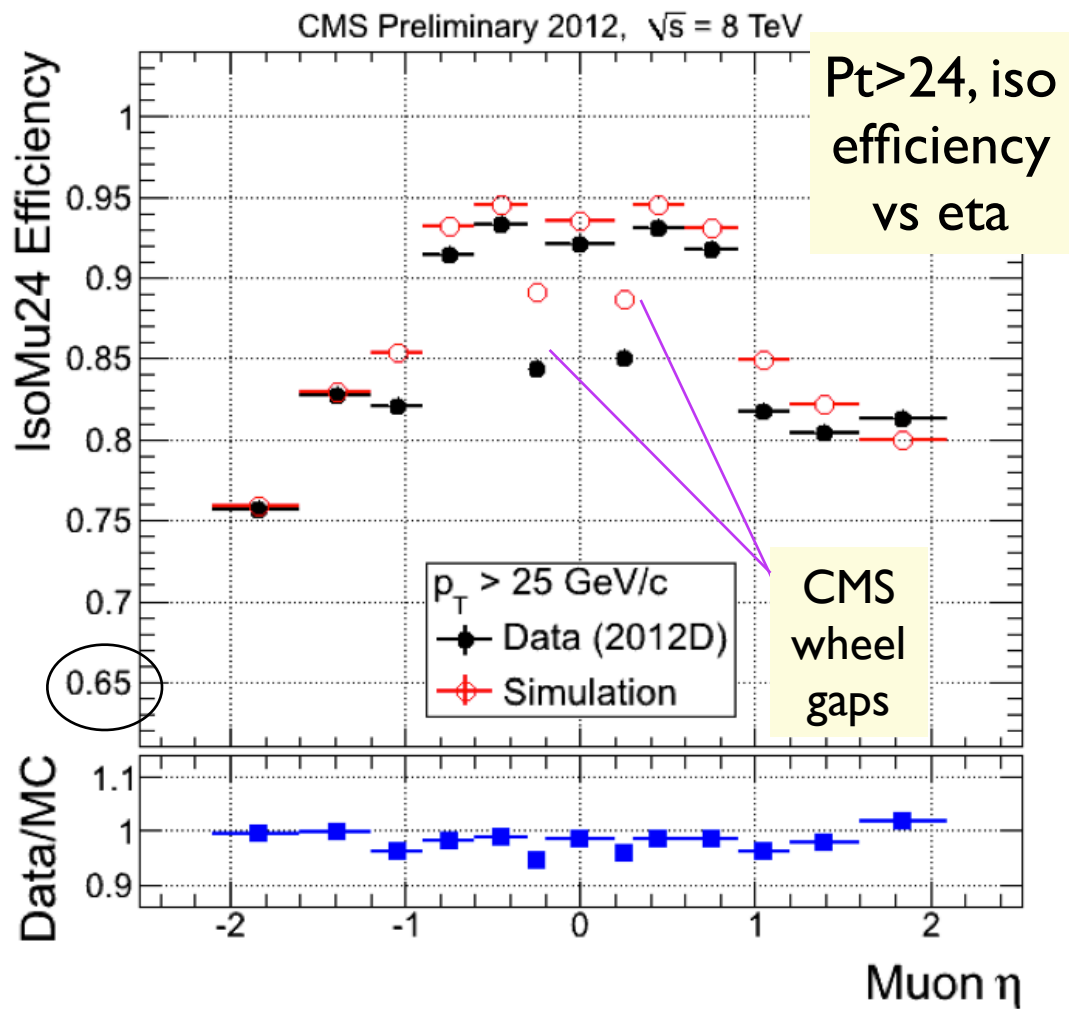 CMS Preliminary 2012, √s = 8 TeV
Pt>24, iso
efficiency
vs eta
IsoMu24 Efficiency
1
0.95
0.9
0.85
0.8
0.75
0.7
0.65
p_T > 25 GeV/c
Data (2012D)
Simulation
CMS
wheel
gaps
Data/MC
1.1
1
0.9
-2 -1 0 1 2
Muon η